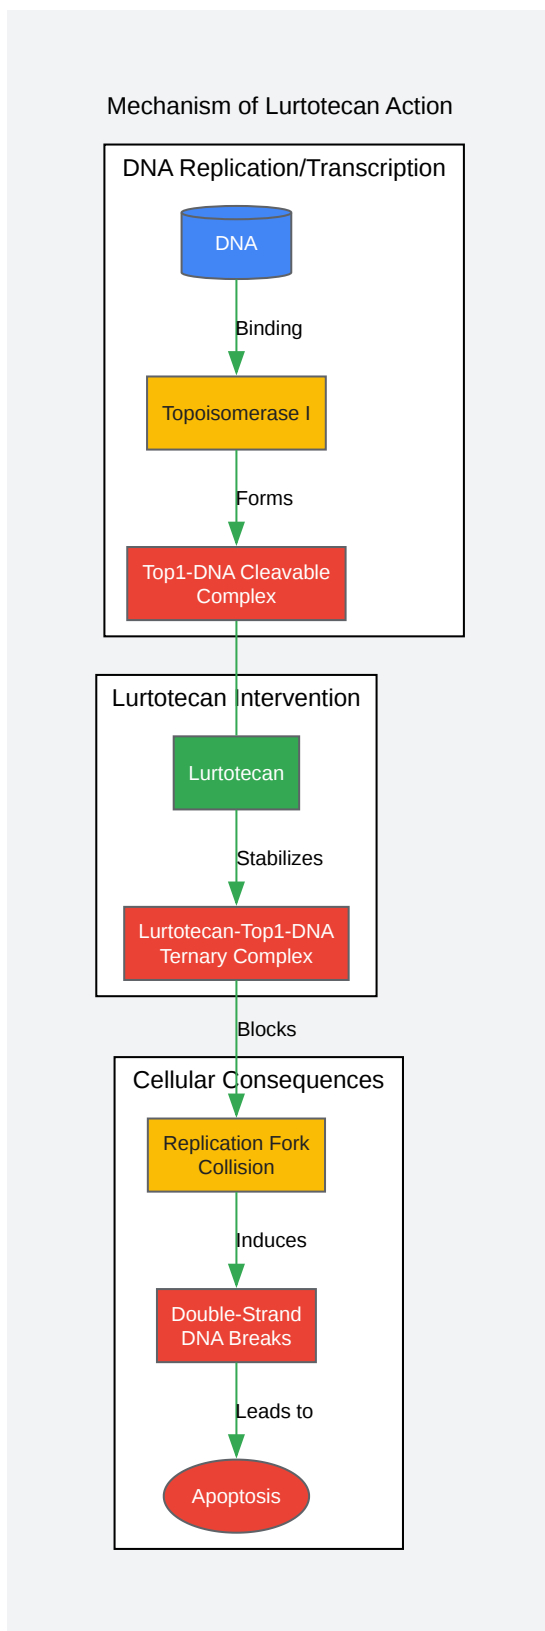 Mechanism of Lurtotecan Action
DNA Replication/Transcription
DNA
Binding
Topoisomerase I
Forms
Top1-DNA Cleavable
Complex
Lurtotecan Intervention
Lurtotecan
Stabilizes
Lurtotecan-Top1-DNA
Ternary Complex
Blocks
Cellular Consequences
Replication Fork
Collision
Induces
Double-Strand
DNA Breaks
Leads to
Apoptosis